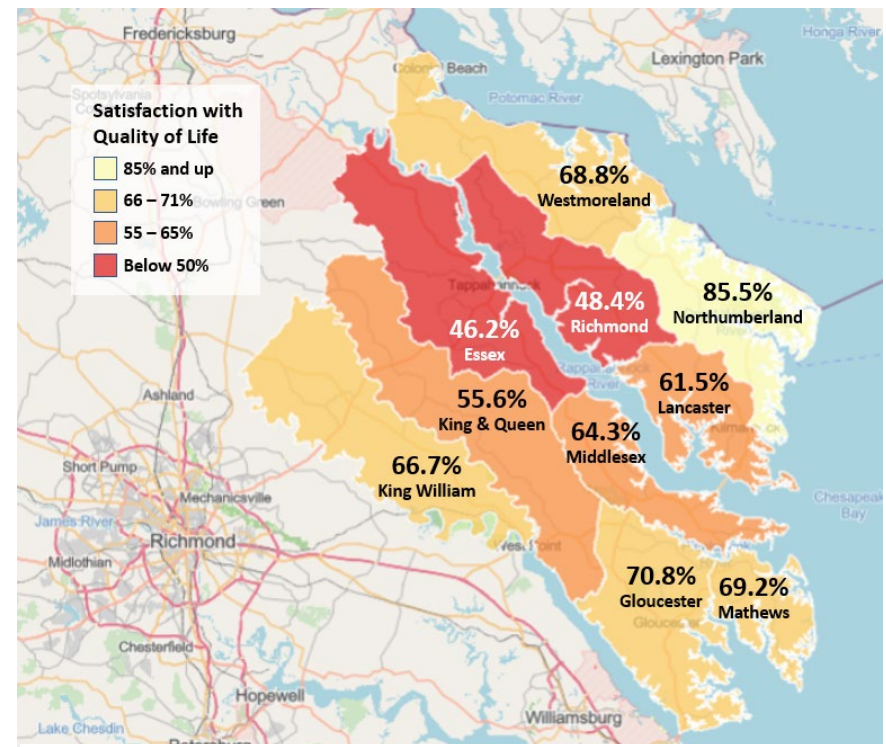 Fredericksburg
Honga River
Lexington Park
Beach
Satisfaction with
Quality of Life
85% and up
66 – 71%
55 – 65%
Below 50%
Potomac River
Spotsylvania
Bowling Green
68.8%
Westmoreland
85.5%
Northumberland
48.4%
Richmond
46.2%
Essex
River
61.5%
Lancaster
55.6%
King & Queen
64.3%
Middlesex
66.7%
King William
Ashland
Short Pump
Mechanicsville
James River
Richmond
Midlothian
Chesapeake
Bay
West Point
70.8%
Gloucester
69.2%
Mathews
Chesterfield
Hopewell
Williamsburg
Lake Chesdin